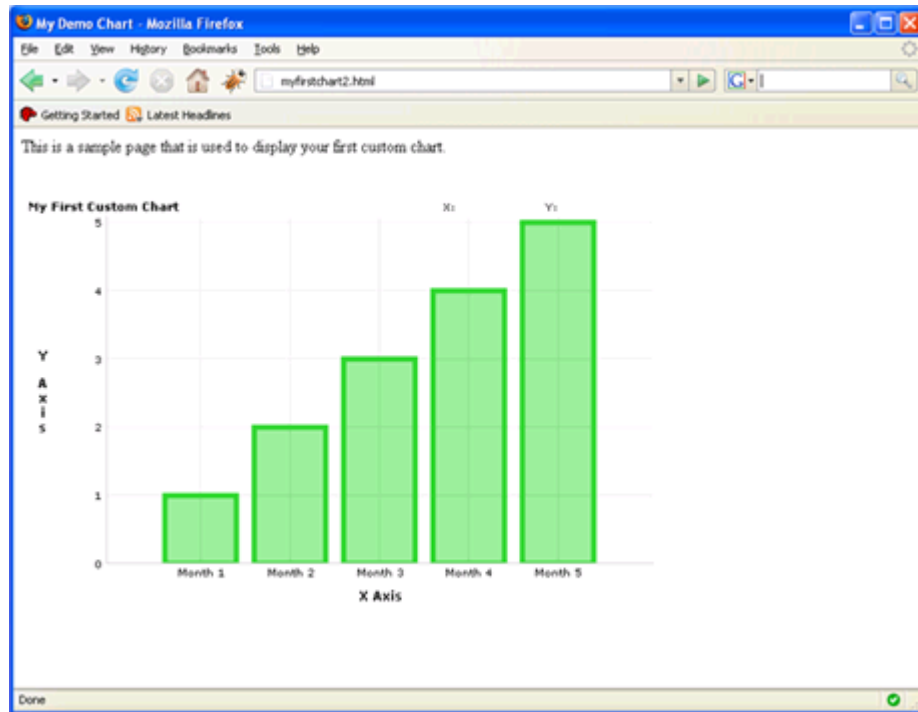 My Demo Chart - Mozilla Firefox
File Edit View History Bookmarks Tools Help
myfirstchart2.html
G
Getting Started Latest Headlines
This is a sample page that is used to display your first custom chart.
My First Custom Chart X: Y:
5
4
3
2
1
0
Y Axis
Month 1 Month 2 Month 3 Month 4 Month 5
X Axis
Done